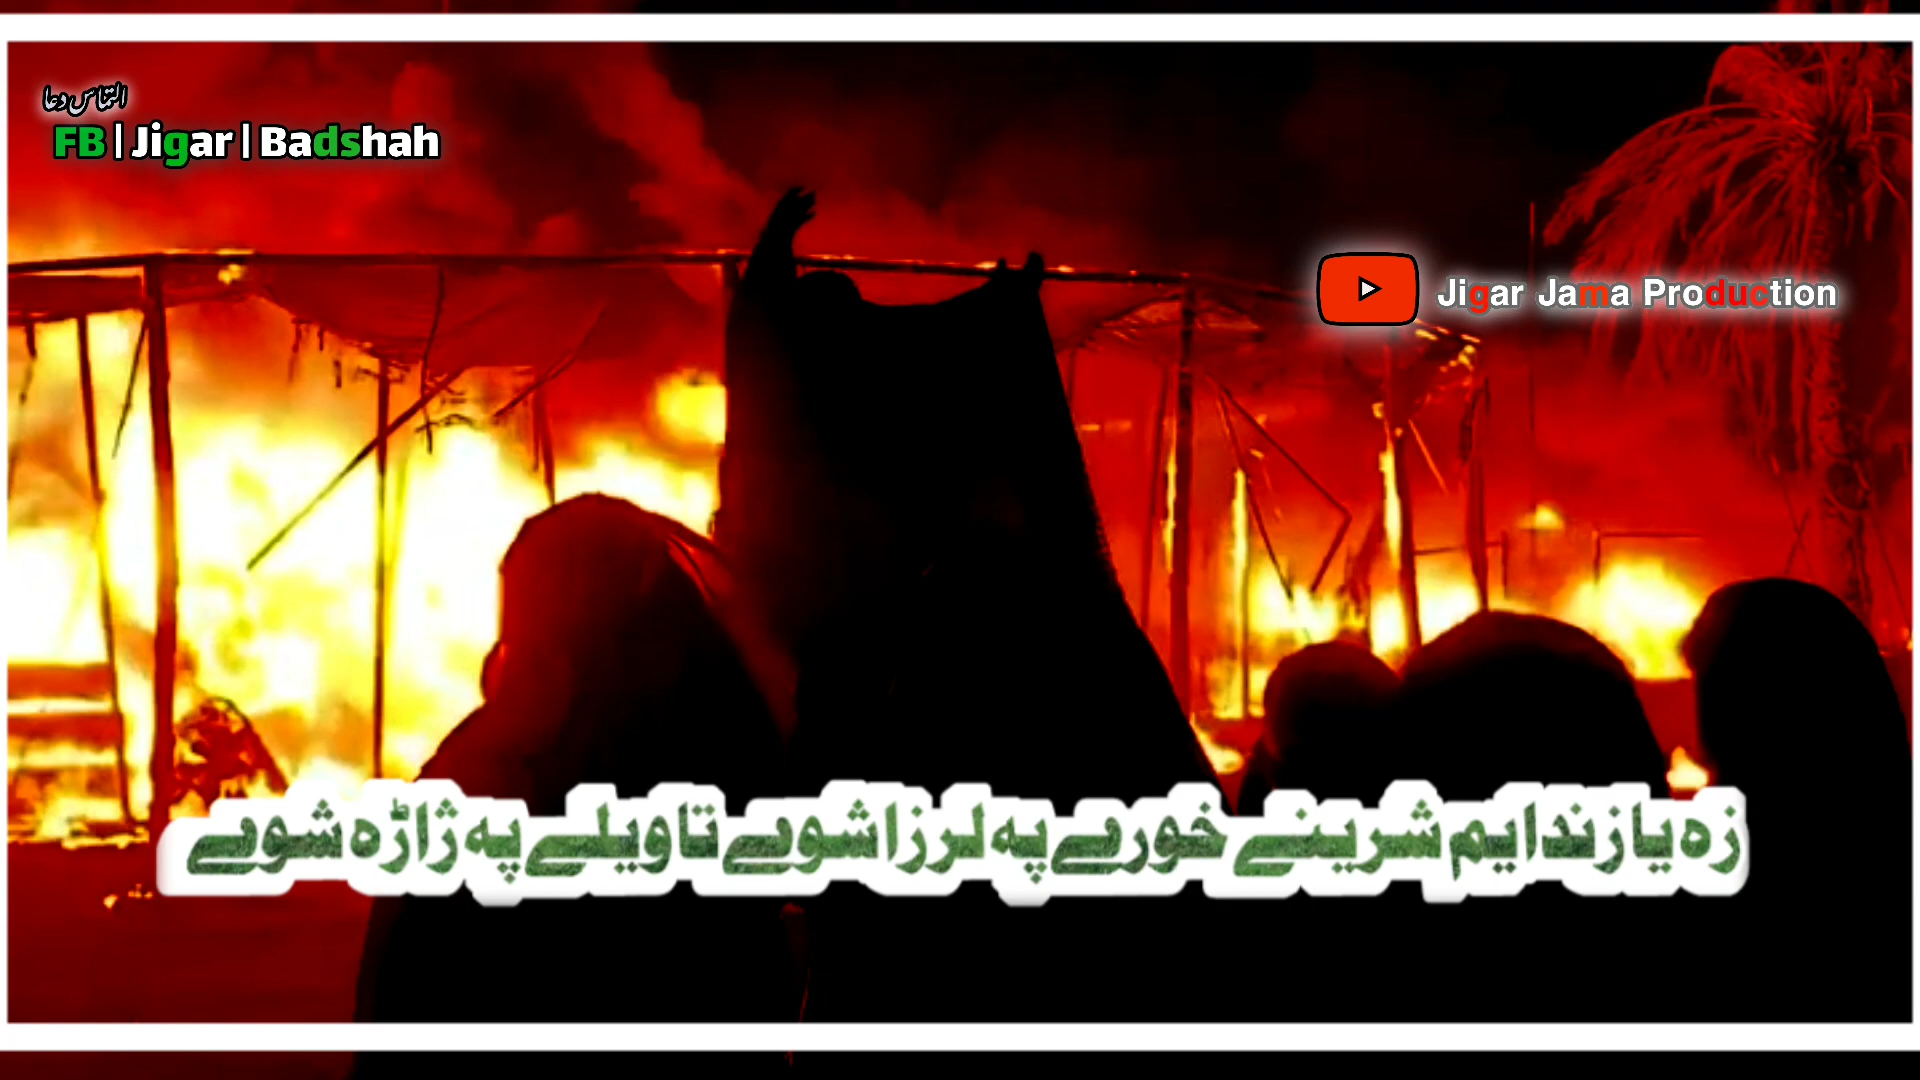 التماس دعا
FB|Jigar|Badshah
Jigar Jama Production
زه یا زندایم شرینے خورے په لرزا شوے تا ویلے په ژاڑه شوے